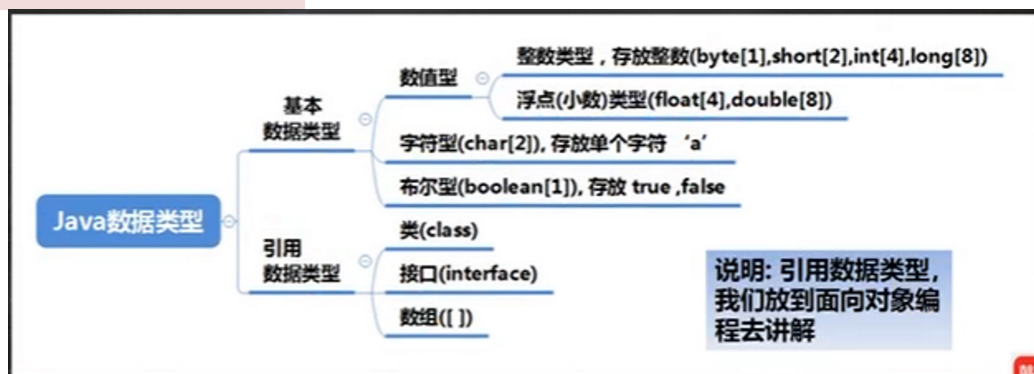 Java数据类型
基本
数据类型
数值型
整数类型，存放整数(byte[1],short[2],int[4],long[8])
浮点(小数)类型(float[4],double[8])
字符型(char[2]), 存放单个字符 ‘a’
布尔型(boolean[1]), 存放 true ,false
引用
数据类型
类(class)
接口(interface)
数组([ ])
说明: 引用数据类型，
我们放到面向对象编
程去讲解